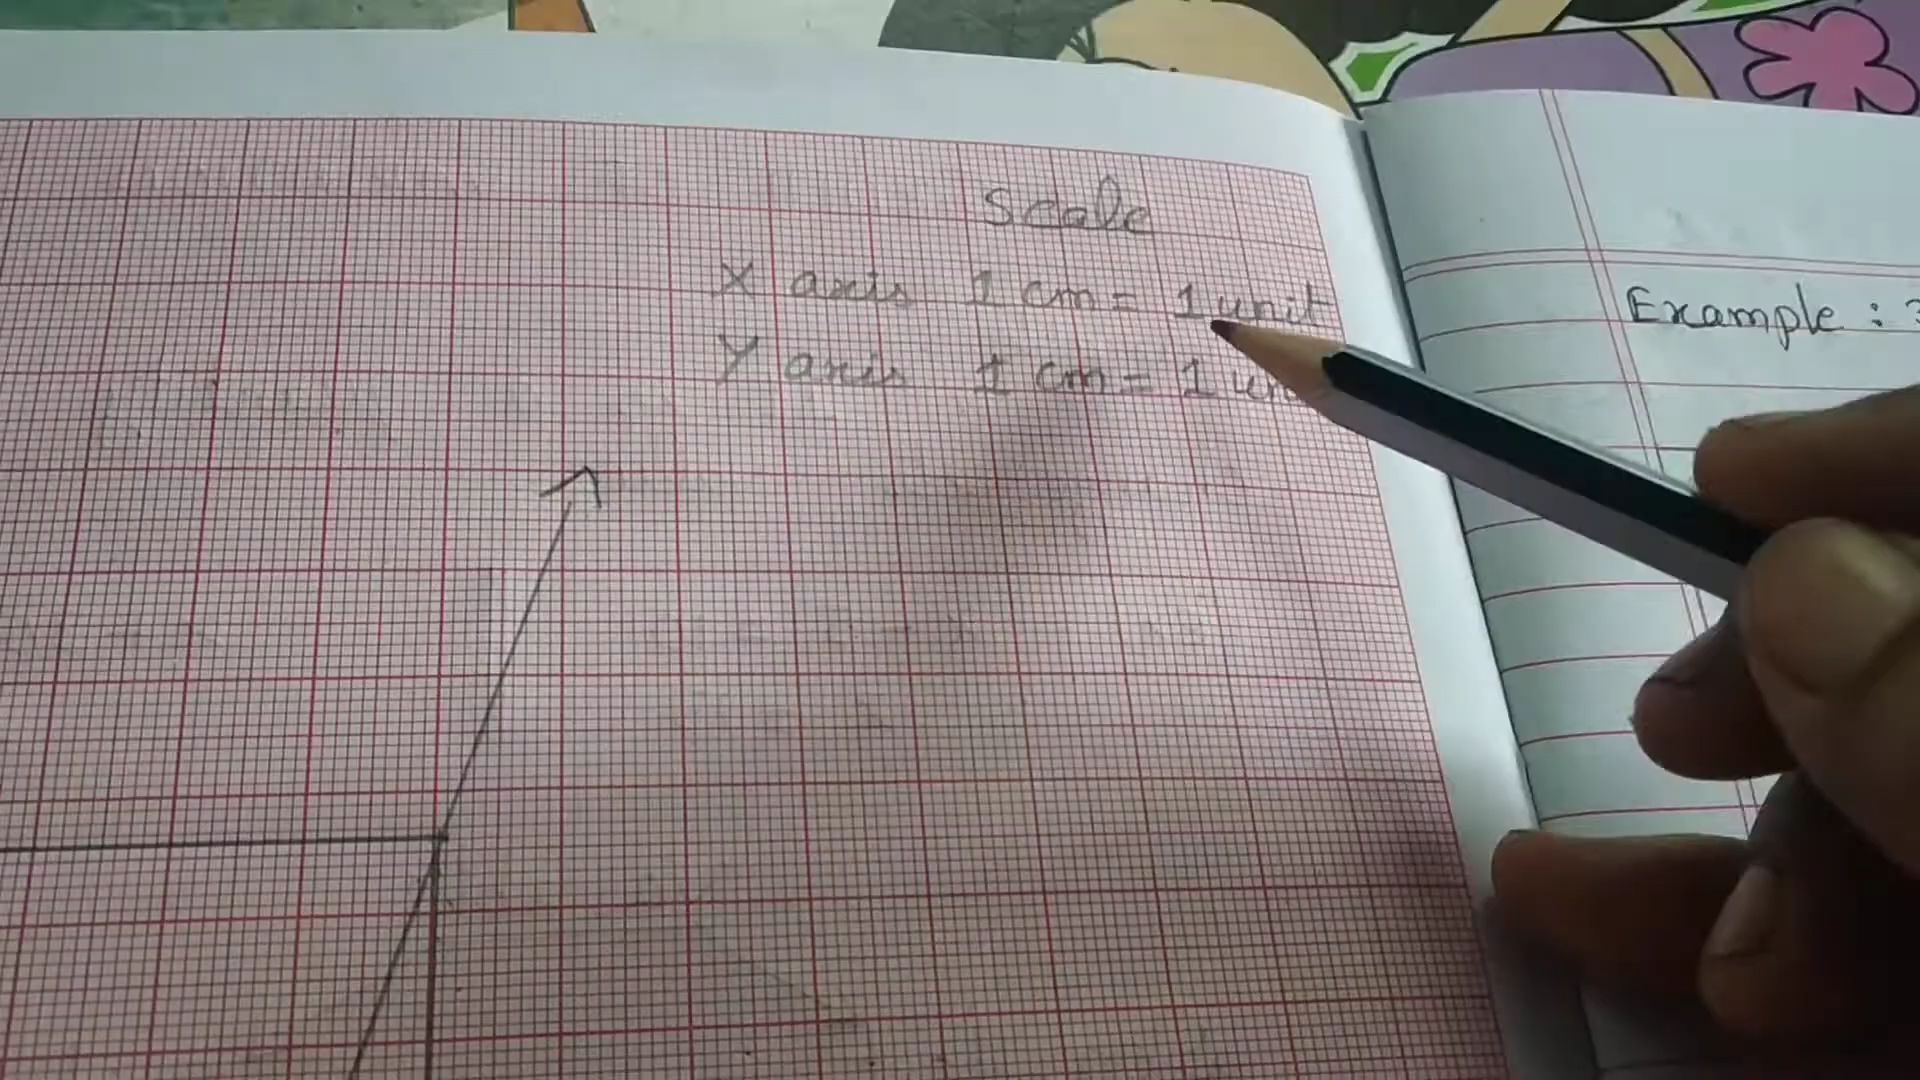 Scale
X axis 1 cm = 1 unit
Y axis 1 cm = 1
Example :